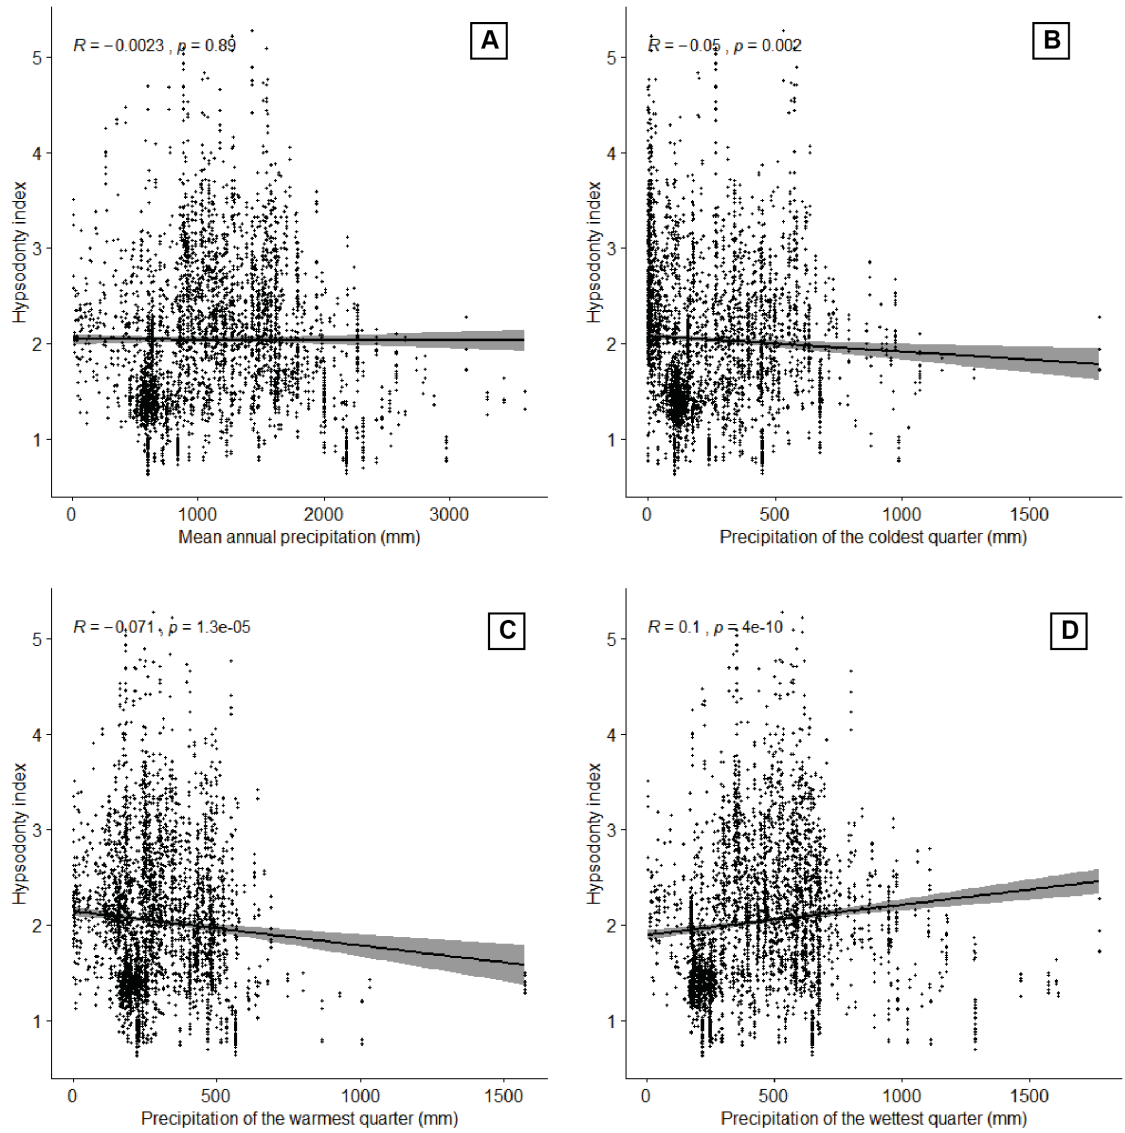 R = −0.0023 , p = 0.89
A
5
4
3
2
1
Hypsodonty index
0 1000 2000 3000
Mean annual precipitation (mm)
R = −0.05 , p = 0.002
B
5
4
3
2
1
Hypsodonty index
0 500 1000 1500
Precipitation of the coldest quarter (mm)
R = −0.071 , p = 1.3e-05
C
5
4
3
2
1
Hypsodonty index
0 500 1000 1500
Precipitation of the warmest quarter (mm)
R = 0.1 , p = 4e-10
D
5
4
3
2
1
Hypsodonty index
0 500 1000 1500
Precipitation of the wettest quarter (mm)